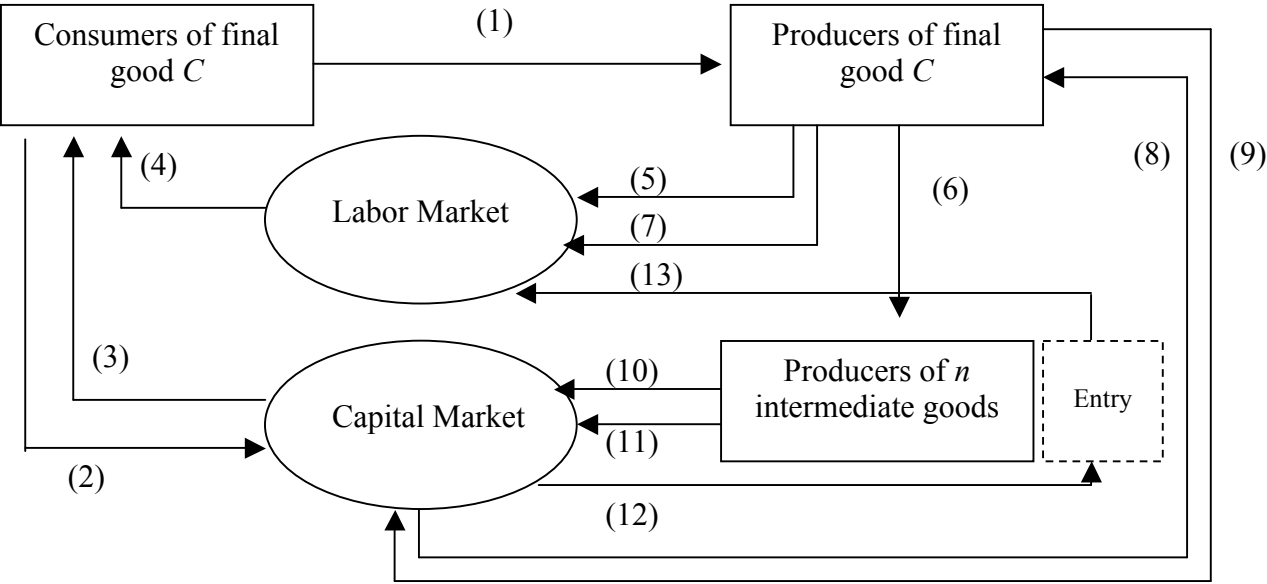 Consumers of final
good C
(1)
Producers of final
good C
(4)
Labor Market
(5)
(7)
(13)
(6)
(8)
(9)
(3)
Capital Market
(2)
(10)
(11)
(12)
Producers of n
intermediate goods
Entry